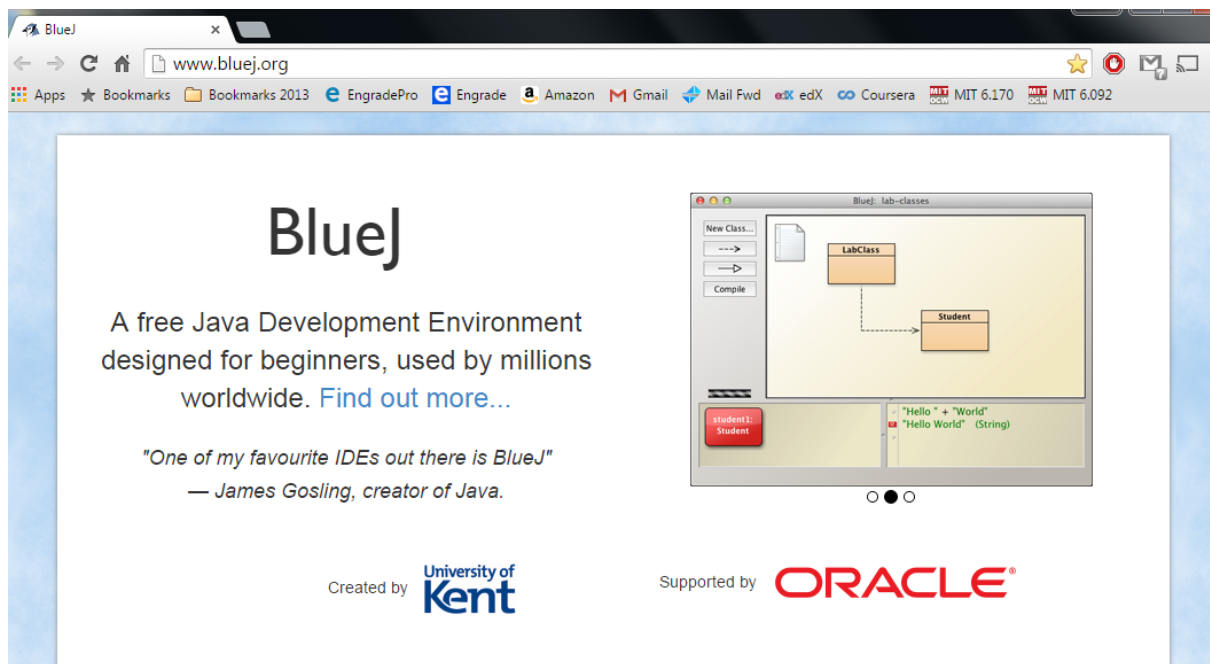 BlueJ
www.bluej.org
Apps Bookmarks Bookmarks 2013 EngradePro Engrade Amazon Gmail Mail Fwd edX Coursera MIT 6.170 MIT 6.092
BlueJ
A free Java Development Environment
designed for beginners, used by millions
worldwide. Find out more...
"One of my favourite IDEs out there is BlueJ"
— James Gosling, creator of Java.
BlueJ: lab-classes
New Class...
Compile
LabClass
Student
student1:
Student
"Hello " + "World"
"Hello World" (String)
Created by University of
Kent
Supported by ORACLE®